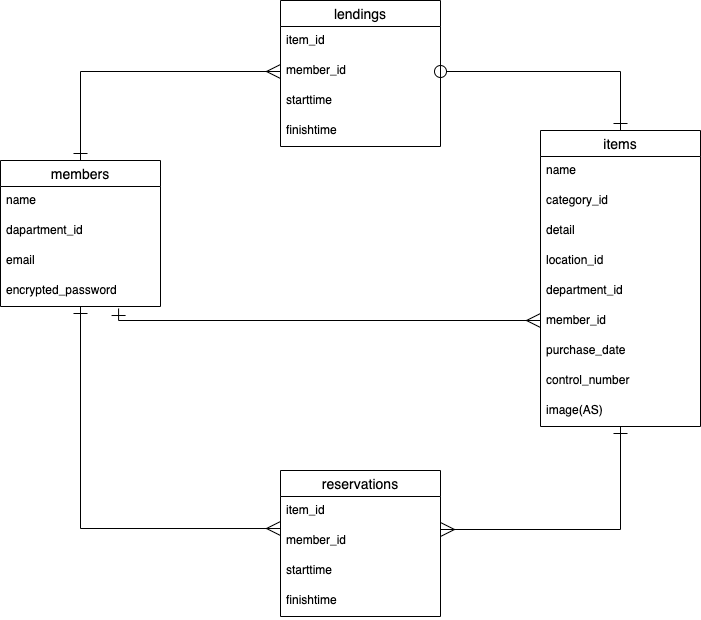 lendings
item_id
member_id
starttime
finishtime
members
name
dapartment_id
email
encrypted_password
items
name
category_id
detail
location_id
department_id
member_id
purchase_date
control_number
image(AS)
reservations
item_id
member_id
starttime
finishtime